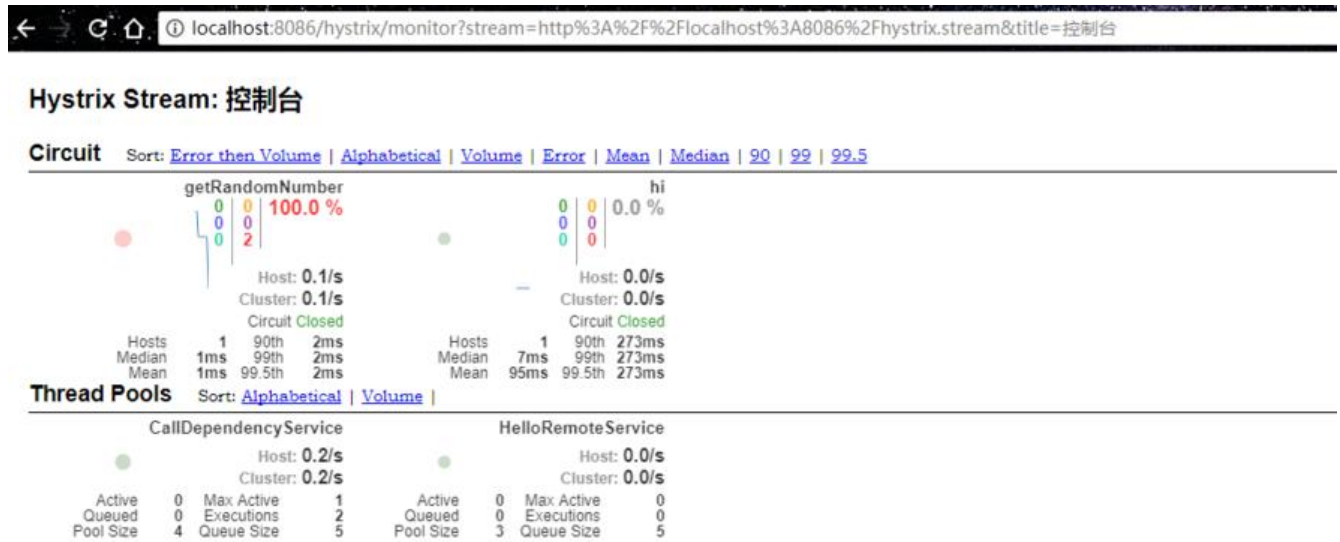 localhost:8086/hystrix/monitor?stream=http%3A%2F%2Flocalhost%3A8086%2Fhystrix.stream&title=控制台
Hystrix Stream: 控制台
Circuit Sort: Error then Volume | Alphabetical | Volume | Error | Mean | Median | 90 | 99 | 99.5
getRandomNumber
0 0 100.0 %
0 0
0 2
Host: 0.1/s
Cluster: 0.1/s
Circuit Closed
Hosts 1 90th 2ms
Median 1ms 99th 2ms
Mean 1ms 99.5th 2ms
hi
0 0 0.0 %
0 0
0 0
Host: 0.0/s
Cluster: 0.0/s
Circuit Closed
Hosts 1 90th 273ms
Median 7ms 99th 273ms
Mean 95ms 99.5th 273ms
Thread Pools Sort: Alphabetical | Volume |
CallDependencyService
Host: 0.2/s
Cluster: 0.2/s
Active 0 Max Active 1
Queued 0 Executions 2
Pool Size 4 Queue Size 5
HelloRemoteService
Host: 0.0/s
Cluster: 0.0/s
Active 0 Max Active 0
Queued 0 Executions 0
Pool Size 3 Queue Size 5